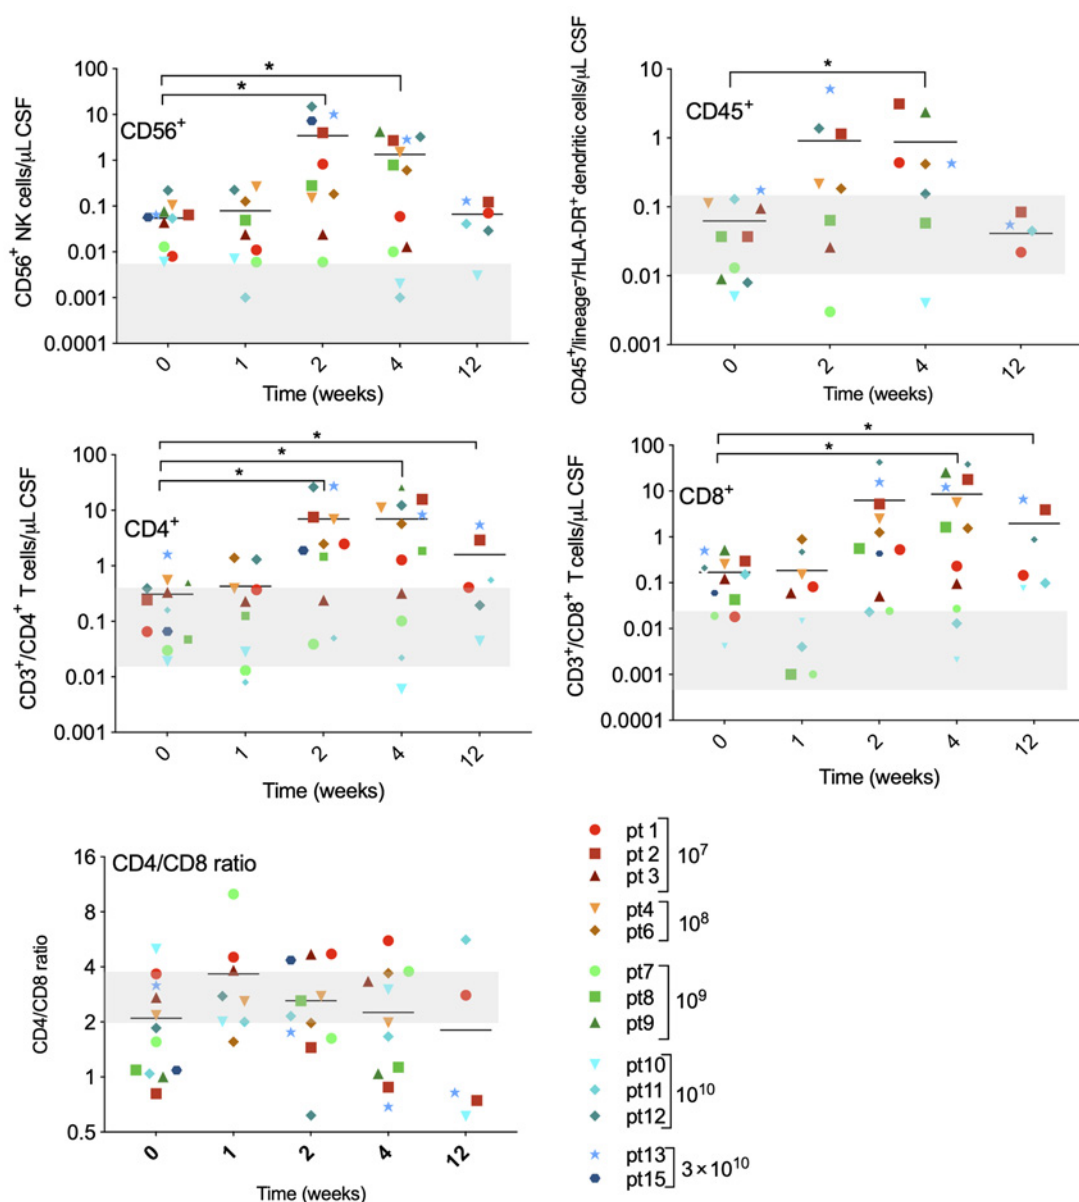 CD56⁺ NK cells/μL CSF
100
10
1
0.1
0.01
0.001
0.0001
CD56⁺
*
*
0
1
2
4
12
Time (weeks)
CD45⁺/lineage⁻/HLA-DR⁺ dendritic cells/μL CSF
10
1
0.1
0.01
0.001
CD45⁺
*
0
2
4
12
Time (weeks)
CD3⁺/CD4⁺ T cells/μL CSF
100
10
1
0.1
0.01
0.001
CD4⁺
*
*
*
0
1
2
4
12
Time (weeks)
CD3⁺/CD8⁺ T cells/μL CSF
100
10
1
0.1
0.01
0.001
0.0001
CD8⁺
*
*
0
1
2
4
12
Time (weeks)
CD4/CD8 ratio
16
8
4
2
1
0.5
CD4/CD8 ratio
0
1
2
4
12
Time (weeks)
pt 1
pt 2
pt 3
10⁷
pt4
pt6
10⁸
pt7
pt8
pt9
10⁹
pt10
pt11
pt12
10¹⁰
pt13
pt15
3×10¹⁰